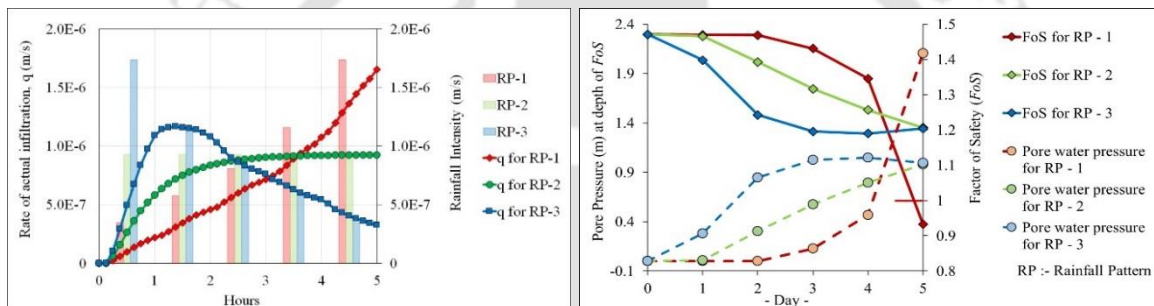 Rate of actual infiltration, q (m/s)
2.0E-6
1.5E-6
1.0E-6
5.0E-7
0
0
1
2
3
4
5
Hours
2.0E-6
1.5E-6
1.0E-6
5.0E-7
0
Rainfall Intensity (m/s)
RP-1
RP-2
RP-3
q for RP-1
q for RP-2
q for RP-3
Pore Pressure (m) at depth of FoS
2.4
1.9
1.4
0.9
0.4
-0.1
0
1
2
3
4
5
- Day -
1.5
1.4
1.3
1.2
1.1
1
0.9
0.8
Factor of Safety (FoS)
FoS for RP - 1
FoS for RP - 2
FoS for RP - 3
Pore water pressure
for RP - 1
Pore water pressure
for RP - 2
Pore water pressure
for RP - 3
RP :- Rainfall Pattern